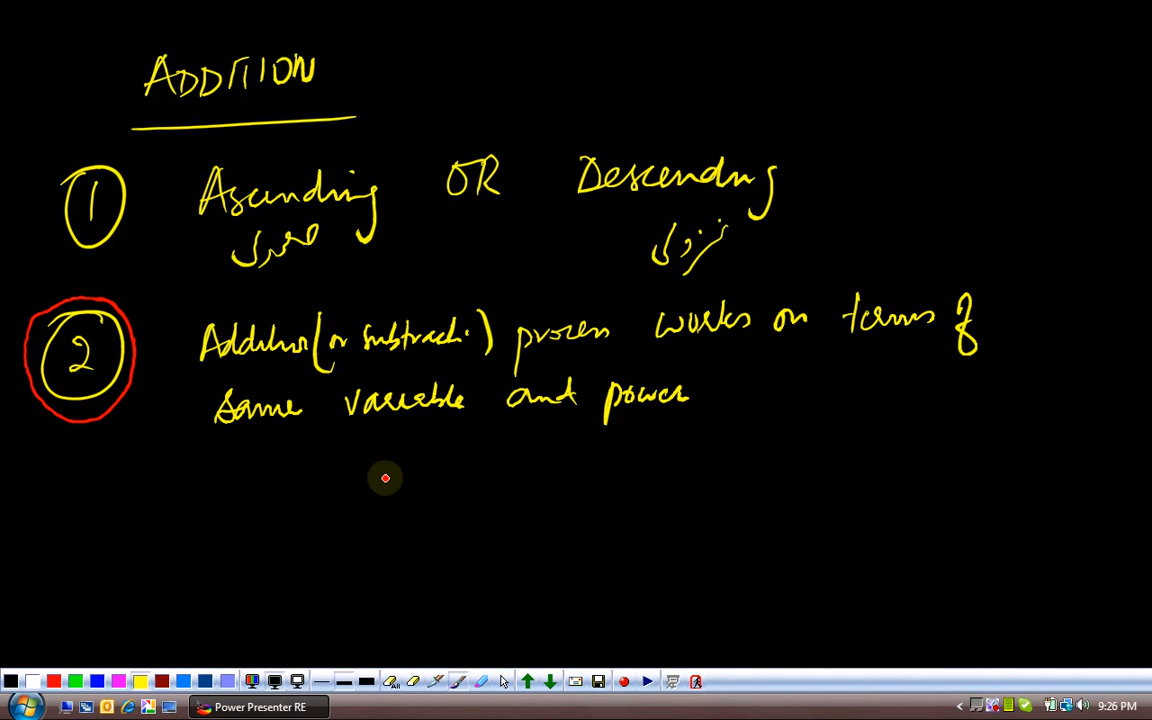 ADDITION
1 Ascending OR Descending
صعودی نزولی
2 Addition (or subtracti.) process works on terms of
same variable and power
Power Presenter RE
9:26 PM